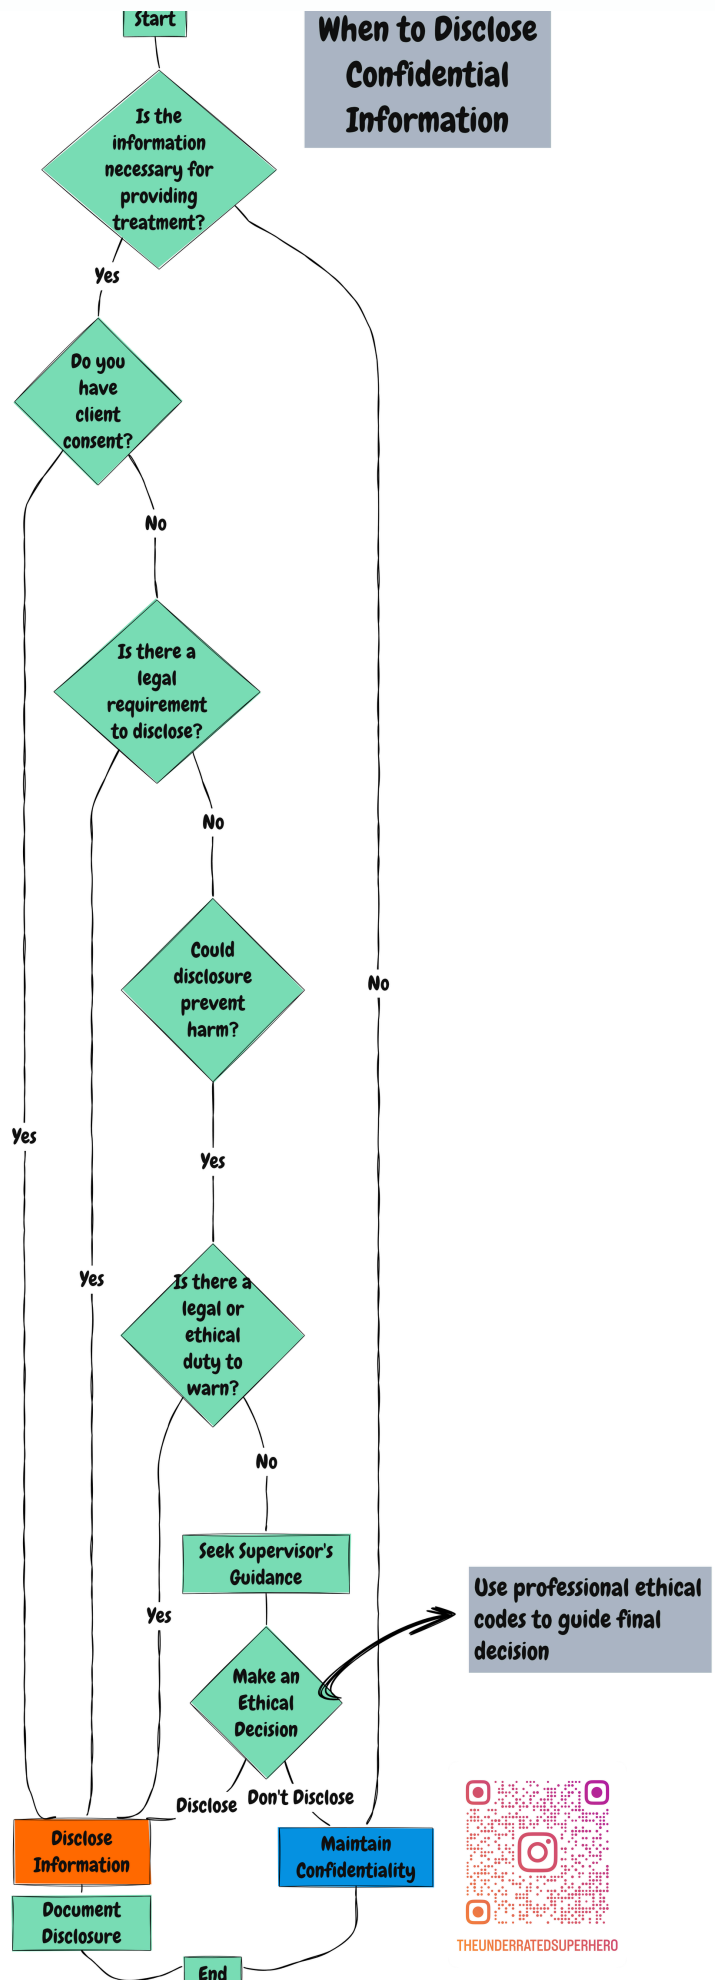 Start
When to Disclose
Confidential
Information
Is the
information
necessary for
providing
treatment?
Yes
Do you
have
client
consent?
No
Is there a
legal
requirement
to disclose?
No
Could
disclosure
prevent
harm?
No
Yes
Yes
Is there a
legal or
ethical
duty to
warn?
Yes
No
Seek Supervisor's
Guidance
Use professional ethical
codes to guide final
decision
Yes
Make an
Ethical
Decision
Disclose
Don't Disclose
Disclose
Information
Maintain
Confidentiality
Document
Disclosure
End
THEUNDERRATEDSUPERHERO